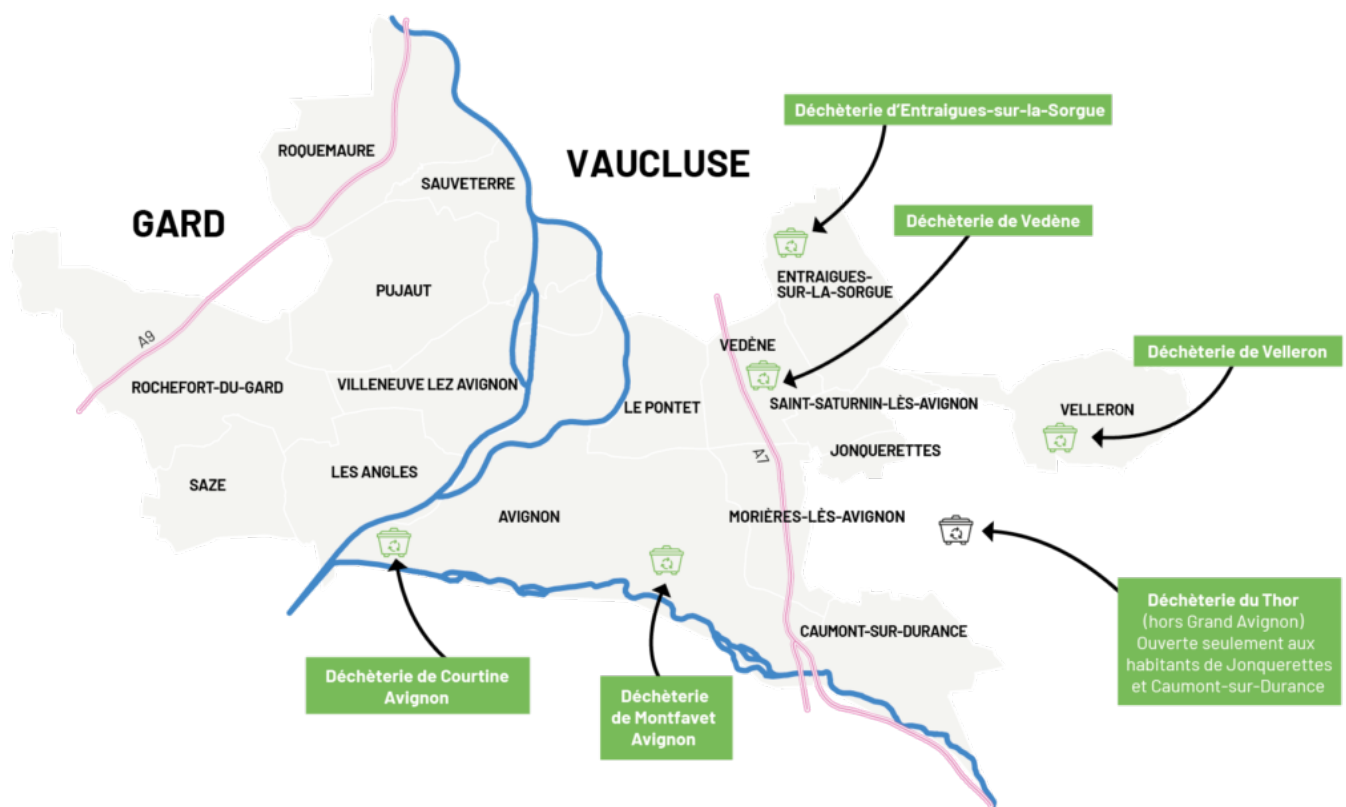 Déchèterie d'Entraigues-sur-la-Sorgue
ROQUEMAURE
VAUCLUSE
SAUVETERRE
GARD
Déchèterie de Vedène
ENTRAIGUES-
SUR-LA-SORGUE
PUJAUT
A9
VEDÈNE
Déchèterie de Velleron
ROCHEFORT-DU-GARD
VILLENEUVE LEZ AVIGNON
LE PONTET
SAINT-SATURNIN-LÈS-AVIGNON
VELLERON
JONQUERETTES
A7
LES ANGLES
SAZE
AVIGNON
MORIÈRES-LÈS-AVIGNON
Déchèterie du Thor
(hors Grand Avignon)
Ouverte seulement aux
habitants de Jonquerettes
et Caumont-sur-Durance
CAUMONT-SUR-DURANCE
Déchèterie de Courtine
Avignon
Déchèterie
de Montfavet
Avignon